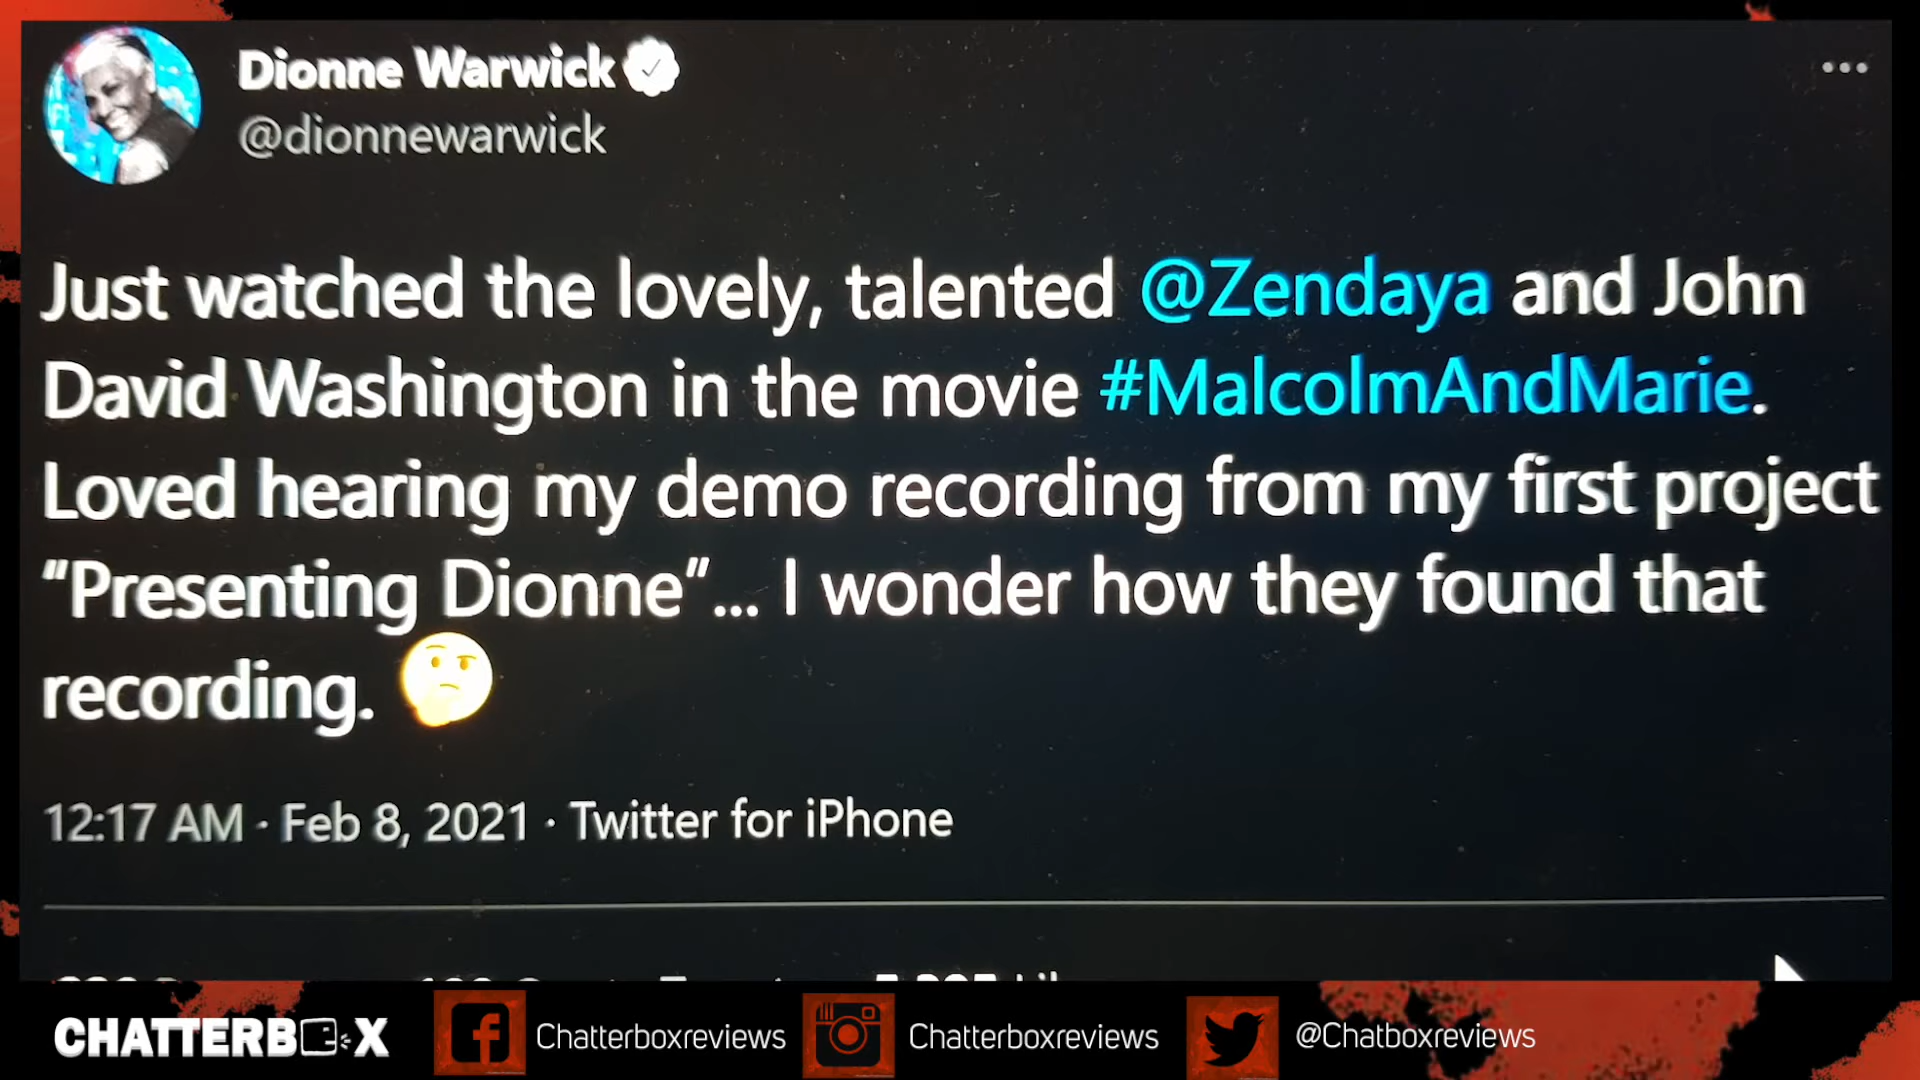 Dionne Warwick
@dionnewarwick
Just watched the lovely, talented @Zendaya and John
David Washington in the movie #MalcolmAndMarie.
Loved hearing my demo recording from my first project
“Presenting Dionne”... I wonder how they found that
recording. 🤔
12:17 AM · Feb 8, 2021 · Twitter for iPhone
CHATTERBOX
Chatterboxreviews
Chatterboxreviews
@Chatboxreviews